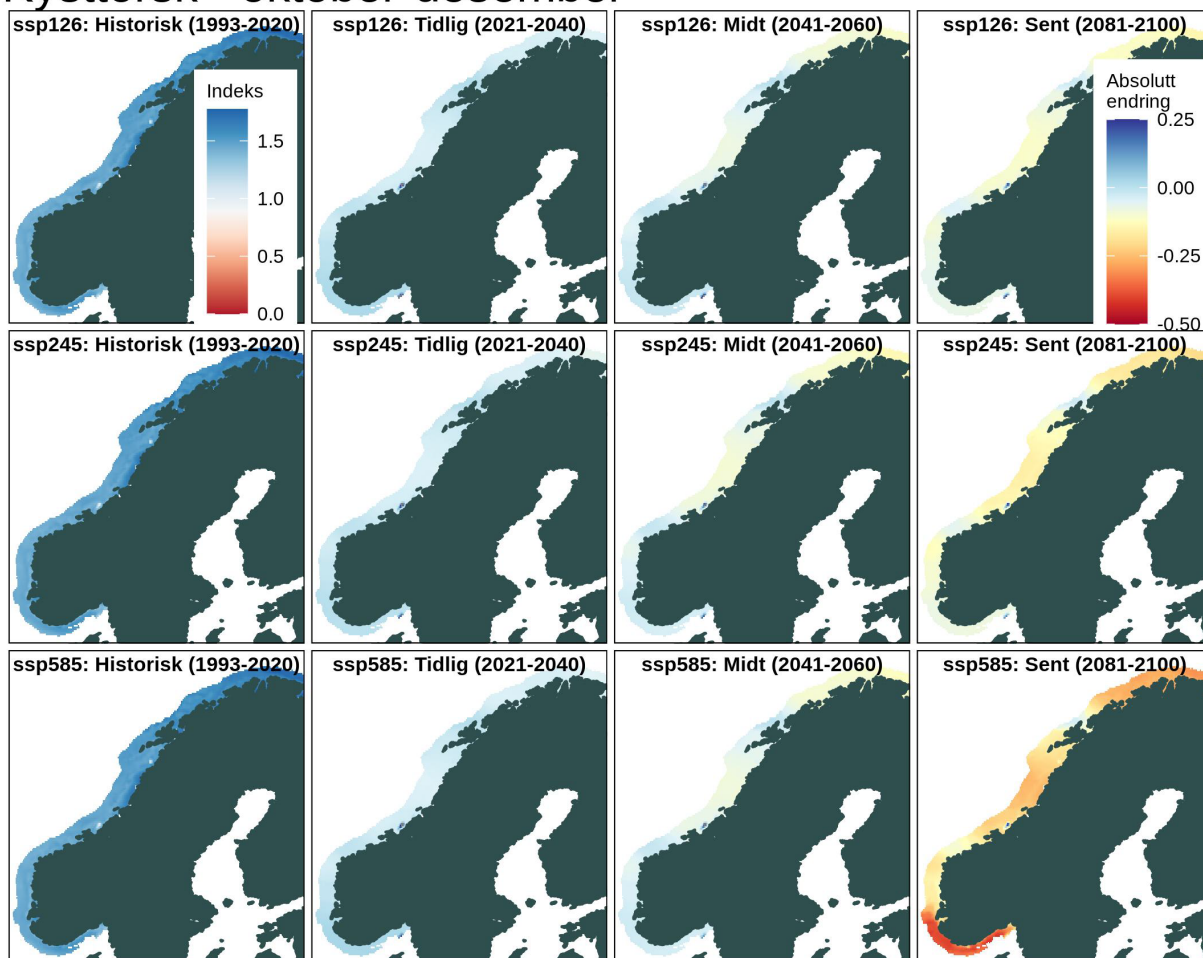 ssp126: Historisk (1993-2020)
ssp126: Tidlig (2021-2040)
ssp126: Midt (2041-2060)
ssp126: Sent (2081-2100)
Indeks
1.5
1.0
0.5
0.0
Absolutt
endring
0.25
0.00
-0.25
-0.50
ssp245: Historisk (1993-2020)
ssp245: Tidlig (2021-2040)
ssp245: Midt (2041-2060)
ssp245: Sent (2081-2100)
ssp585: Historisk (1993-2020)
ssp585: Tidlig (2021-2040)
ssp585: Midt (2041-2060)
ssp585: Sent (2081-2100)